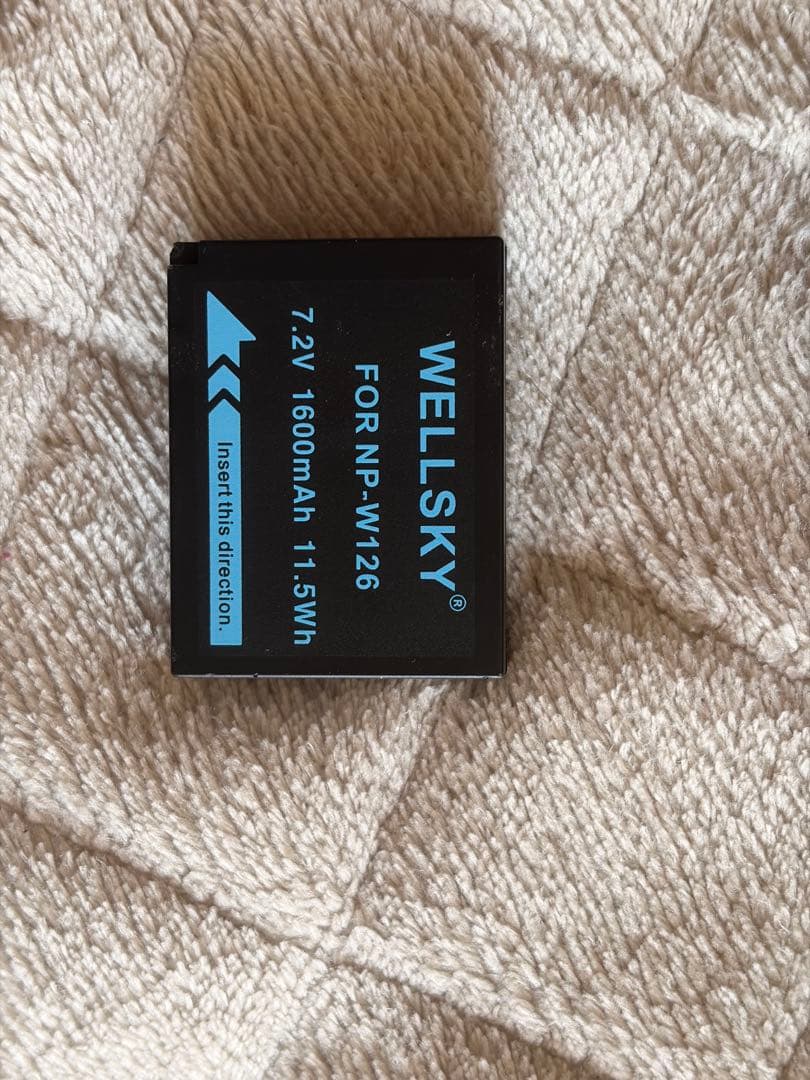 WELLSKY®
FOR NP-W126
7.2V 1600mAh 11.5Wh
Insert this direction.